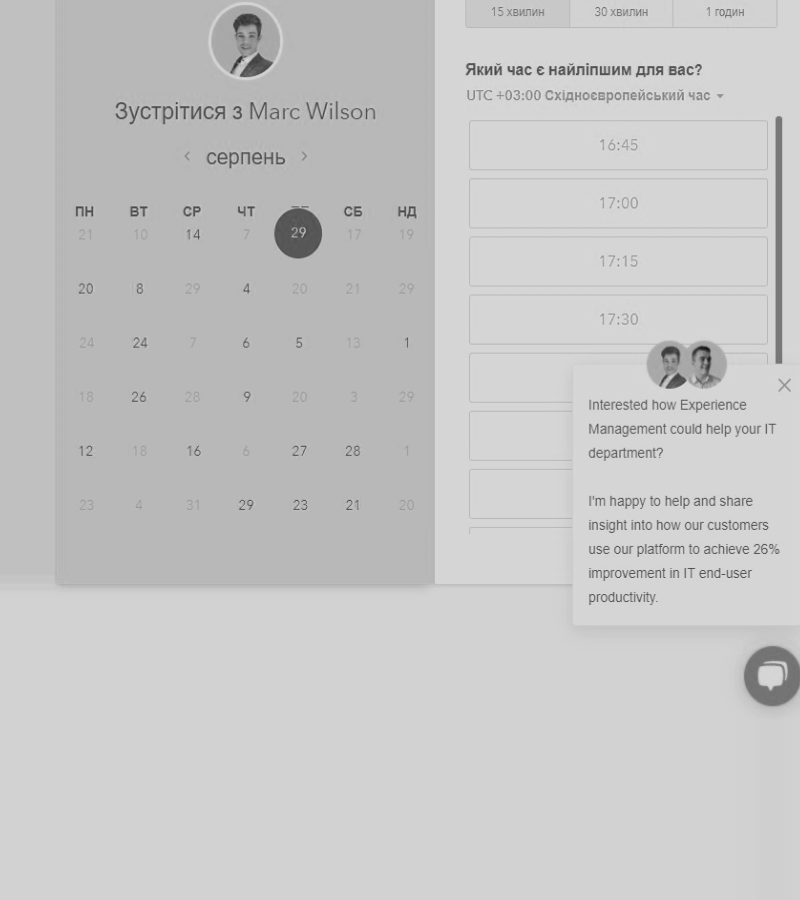 Зустрітися з Marc Wilson
серпень
ПН ВТ СР ЧТ СБ НД
21 10 14 7 29 17 19
20 8 29 4 20 21 29
24 24 7 6 5 13 1
18 26 28 9 20 3 29
12 18 16 6 27 28 1
23 4 31 29 23 21 20
15 хвилин 30 хвилин 1 годин
Який час є найліпшим для вас?
UTC +03:00 Східноєвропейський час
16:45
17:00
17:15
17:30
Interested how Experience
Management could help your IT
department?
I'm happy to help and share
insight into how our customers
use our platform to achieve 26%
improvement in IT end-user
productivity.